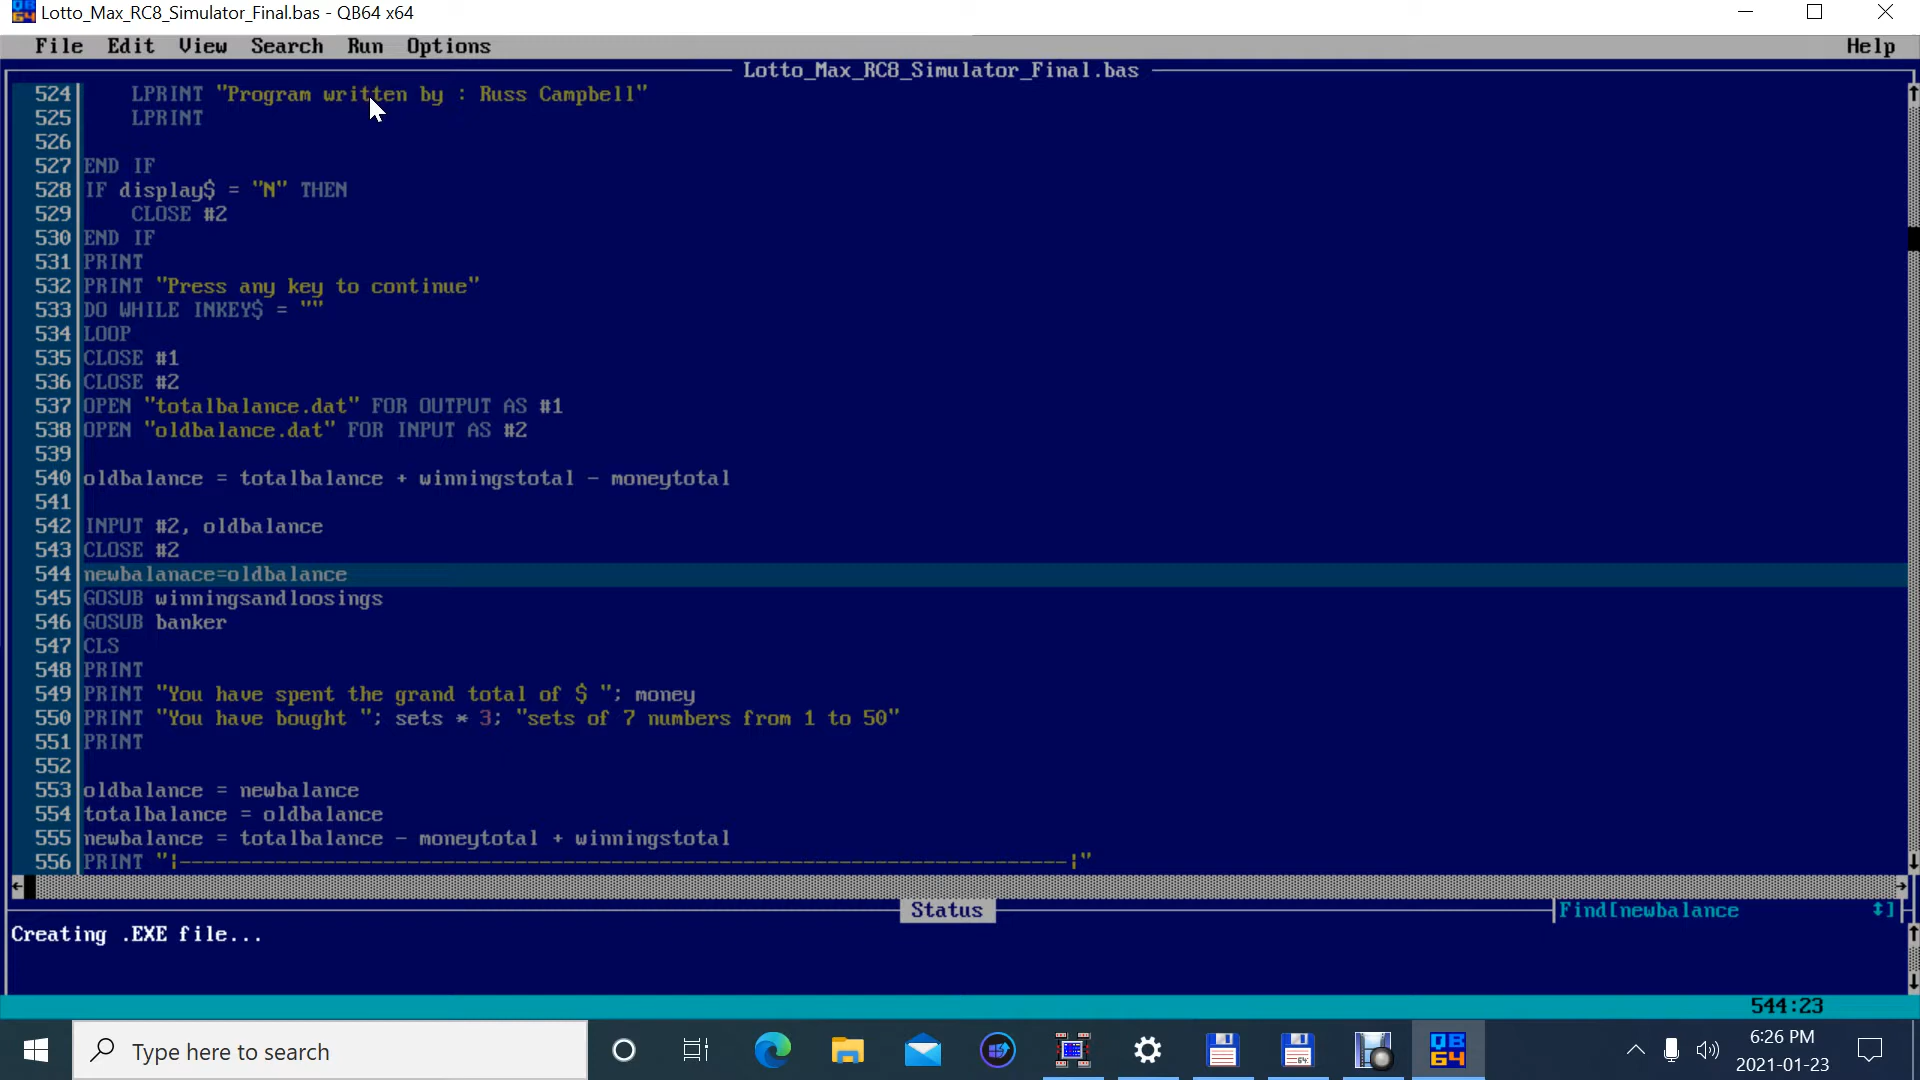 Lotto_Max_RC8_Simulator_Final.bas - QB64 x64
File Edit View Search Run Options Help
Lotto_Max_RC8_Simulator_Final.bas
524 LPRINT "Program written by : Russ Campbell"
525 LPRINT
526
527 END IF
528 IF display$ = "N" THEN
529 CLOSE #2
530 END IF
531 PRINT
532 PRINT "Press any key to continue"
533 DO WHILE INKEY$ = ""
534 LOOP
535 CLOSE #1
536 CLOSE #2
537 OPEN "totalbalance.dat" FOR OUTPUT AS #1
538 OPEN "oldbalance.dat" FOR INPUT AS #2
539
540 oldbalance = totalbalance + winningstotal - moneytotal
541
542 INPUT #2, oldbalance
543 CLOSE #2
544 newbalanace=oldbalance
545 GOSUB winningsandloosings
546 GOSUB banker
547 CLS
548 PRINT
549 PRINT "You have spent the grand total of $ "; money
550 PRINT "You have bought "; sets * 3; "sets of 7 numbers from 1 to 50"
551 PRINT
552
553 oldbalance = newbalance
554 totalbalance = oldbalance
555 newbalance = totalbalance - moneytotal + winningstotal
556 PRINT "¦--------------------------------------------------------------------------¦"
Status
Find[newbalance ↕]
Creating .EXE file...
544:23
Type here to search
QB64
6:26 PM
2021-01-23